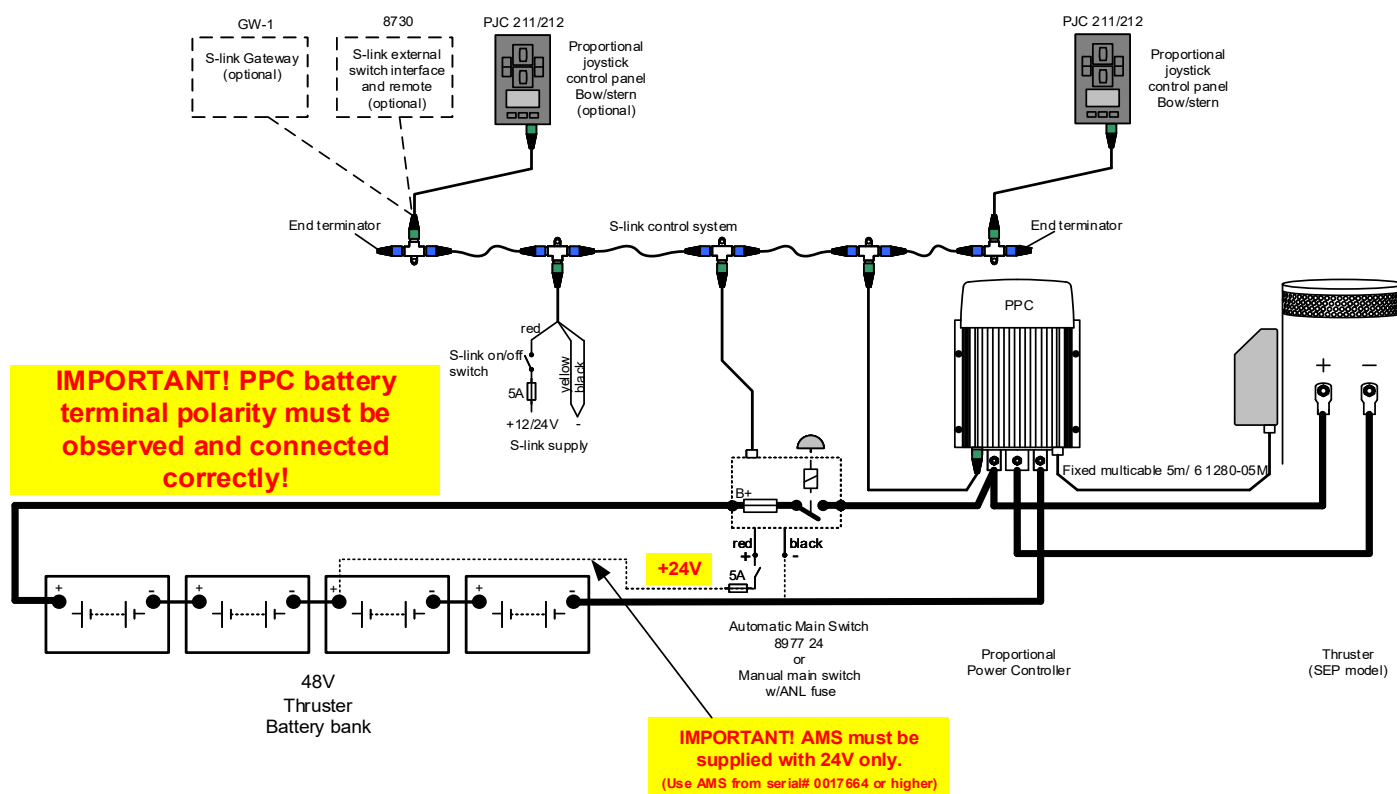 GW-1
S-link Gateway
(optional)
8730
S-link external
switch interface
and remote
(optional)
PJC 211/212
Proportional
joystick
control panel
Bow/stern
(optional)
PJC 211/212
Proportional
joystick
control panel
Bow/stern
End terminator
S-link control system
End terminator
PPC
red
S-link on/off
switch
5A
yellow
black
+12/24V
-
S-link supply
IMPORTANT! PPC battery
terminal polarity must be
observed and connected
correctly!
+
–
Fixed multicable 5m/ 6 1280-05M
B+
red
black
+
-
+24V
5A
+
-
+
-
+
-
+
-
Automatic Main Switch
8977 24
or
Manual main switch
w/ANL fuse
Proportional
Power Controller
Thruster
(SEP model)
48V
Thruster
Battery bank
IMPORTANT! AMS must be
supplied with 24V only.
(Use AMS from serial# 0017664 or higher)